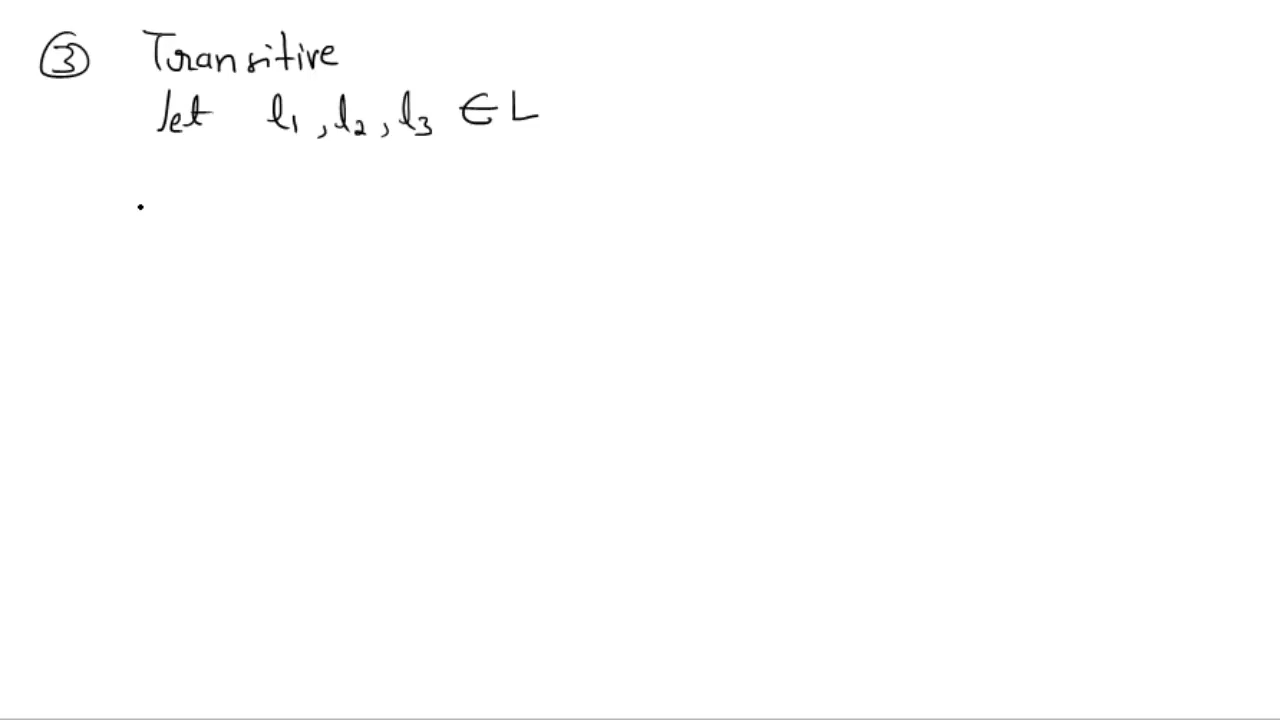 ③ Transitive
let l₁, l₂, l₃ ∈ L